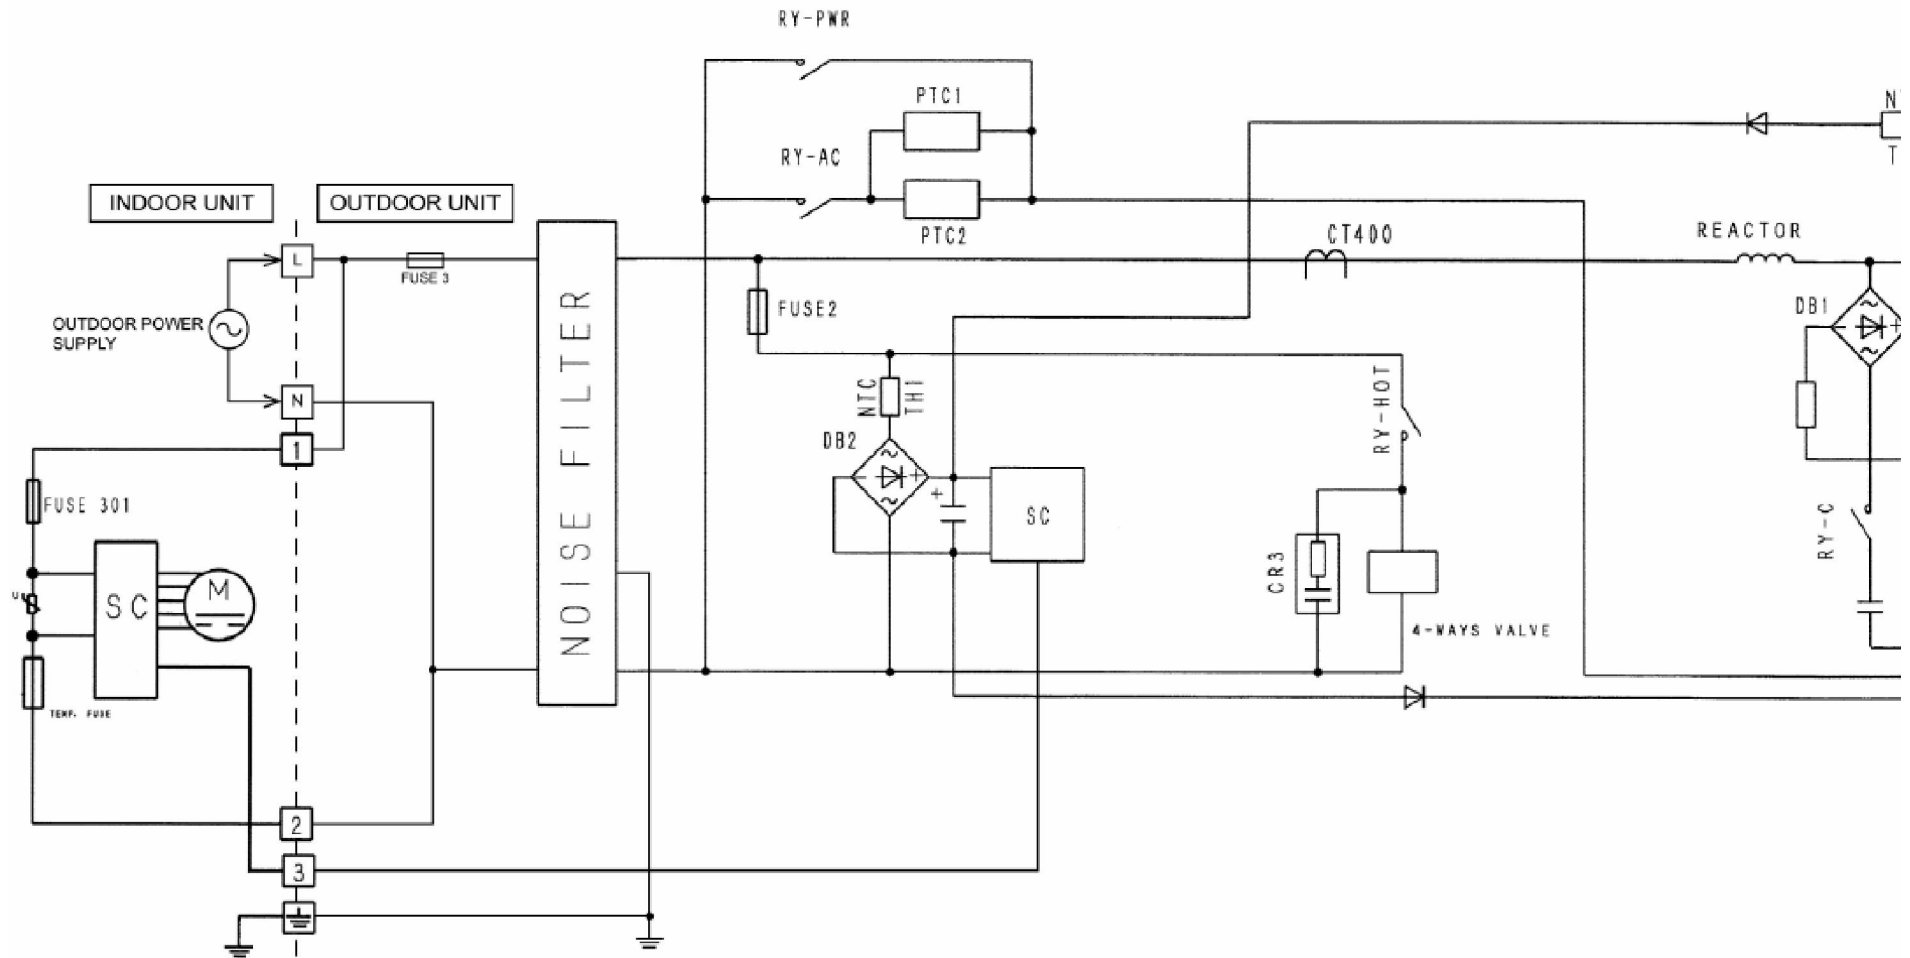 RY-PWR
PTC1
N
T
RY-AC
INDOOR UNIT
OUTDOOR UNIT
PTC2
CT400
REACTOR
L
FUSE 3
FUSE2
DB1
OUTDOOR POWER
SUPPLY
N
NTC
TH1
RY-HOT
1
DB2
+
+
+
FUSE 301
NOISE FILTER
SC
RY-C
CR3
SC
M
4-WAYS VALVE
TEMP. FUSE
2
3